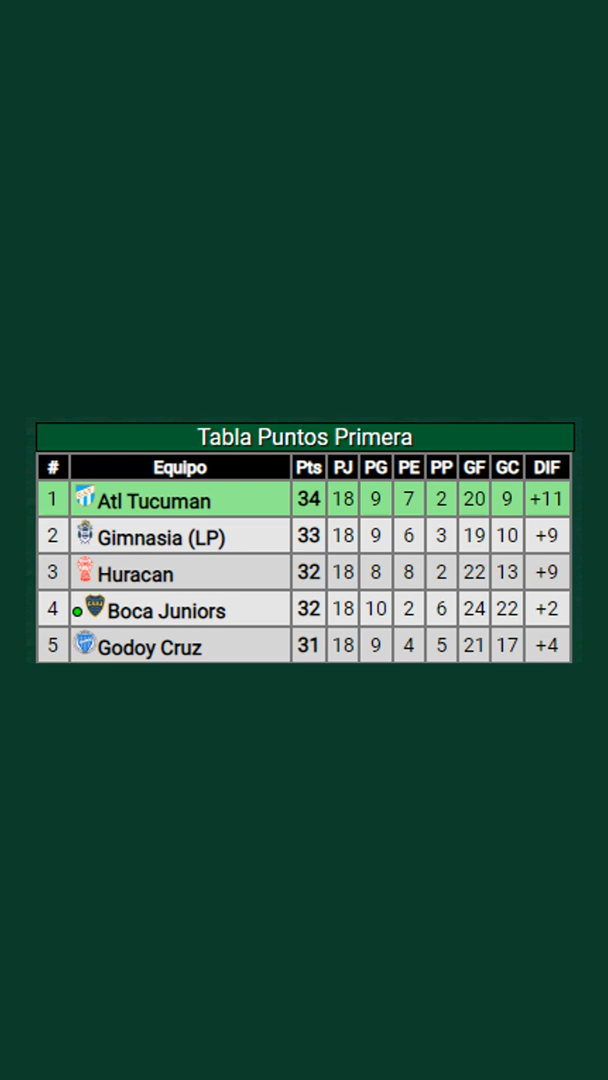 Tabla Puntos Primera
# Equipo Pts PJ PG PE PP GF GC DIF
1 Atl Tucuman 34 18 9 7 2 20 9 +11
2 Gimnasia (LP) 33 18 9 6 3 19 10 +9
3 Huracan 32 18 8 8 2 22 13 +9
4 Boca Juniors 32 18 10 2 6 24 22 +2
5 Godoy Cruz 31 18 9 4 5 21 17 +4